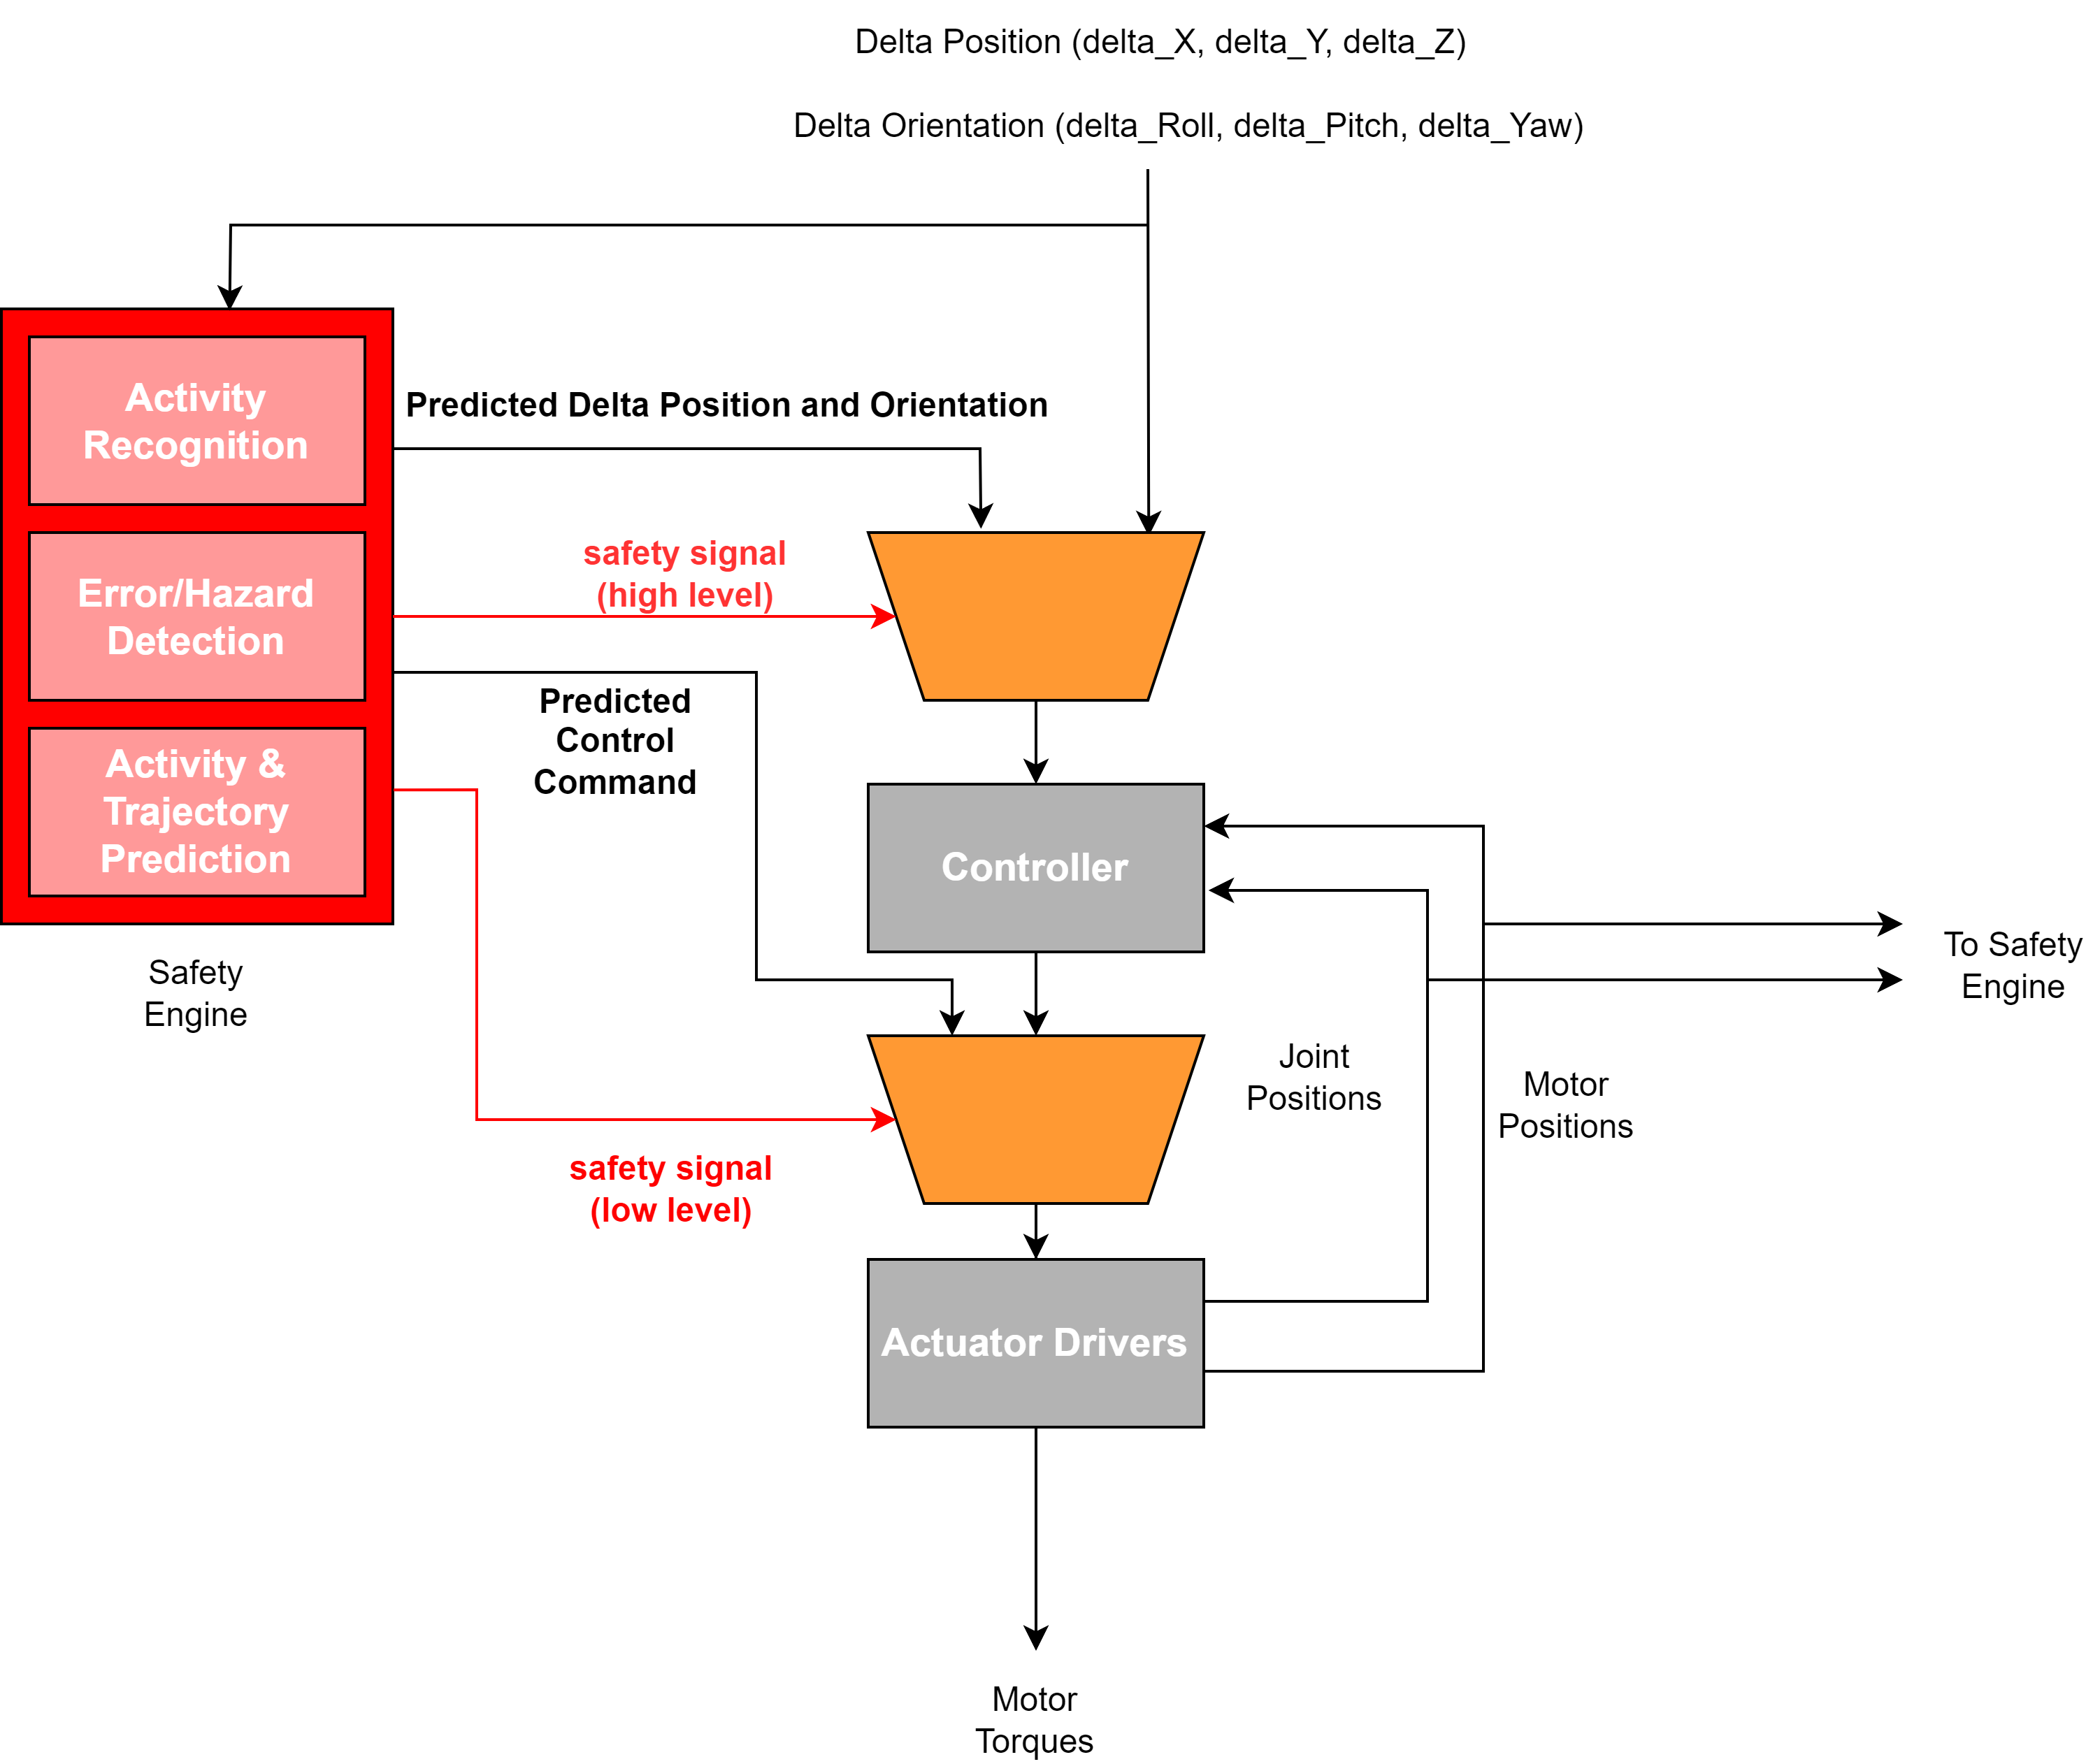 Delta Position (delta_X, delta_Y, delta_Z)
Delta Orientation (delta_Roll, delta_Pitch, delta_Yaw)
Activity
Recognition
Predicted Delta Position and Orientation
Error/Hazard
Detection
safety signal
(high level)
Activity &
Trajectory
Prediction
Predicted
Control
Command
Controller
Safety
Engine
To Safety
Engine
Joint
Positions
Motor
Positions
safety signal
(low level)
Actuator Drivers
Motor
Torques